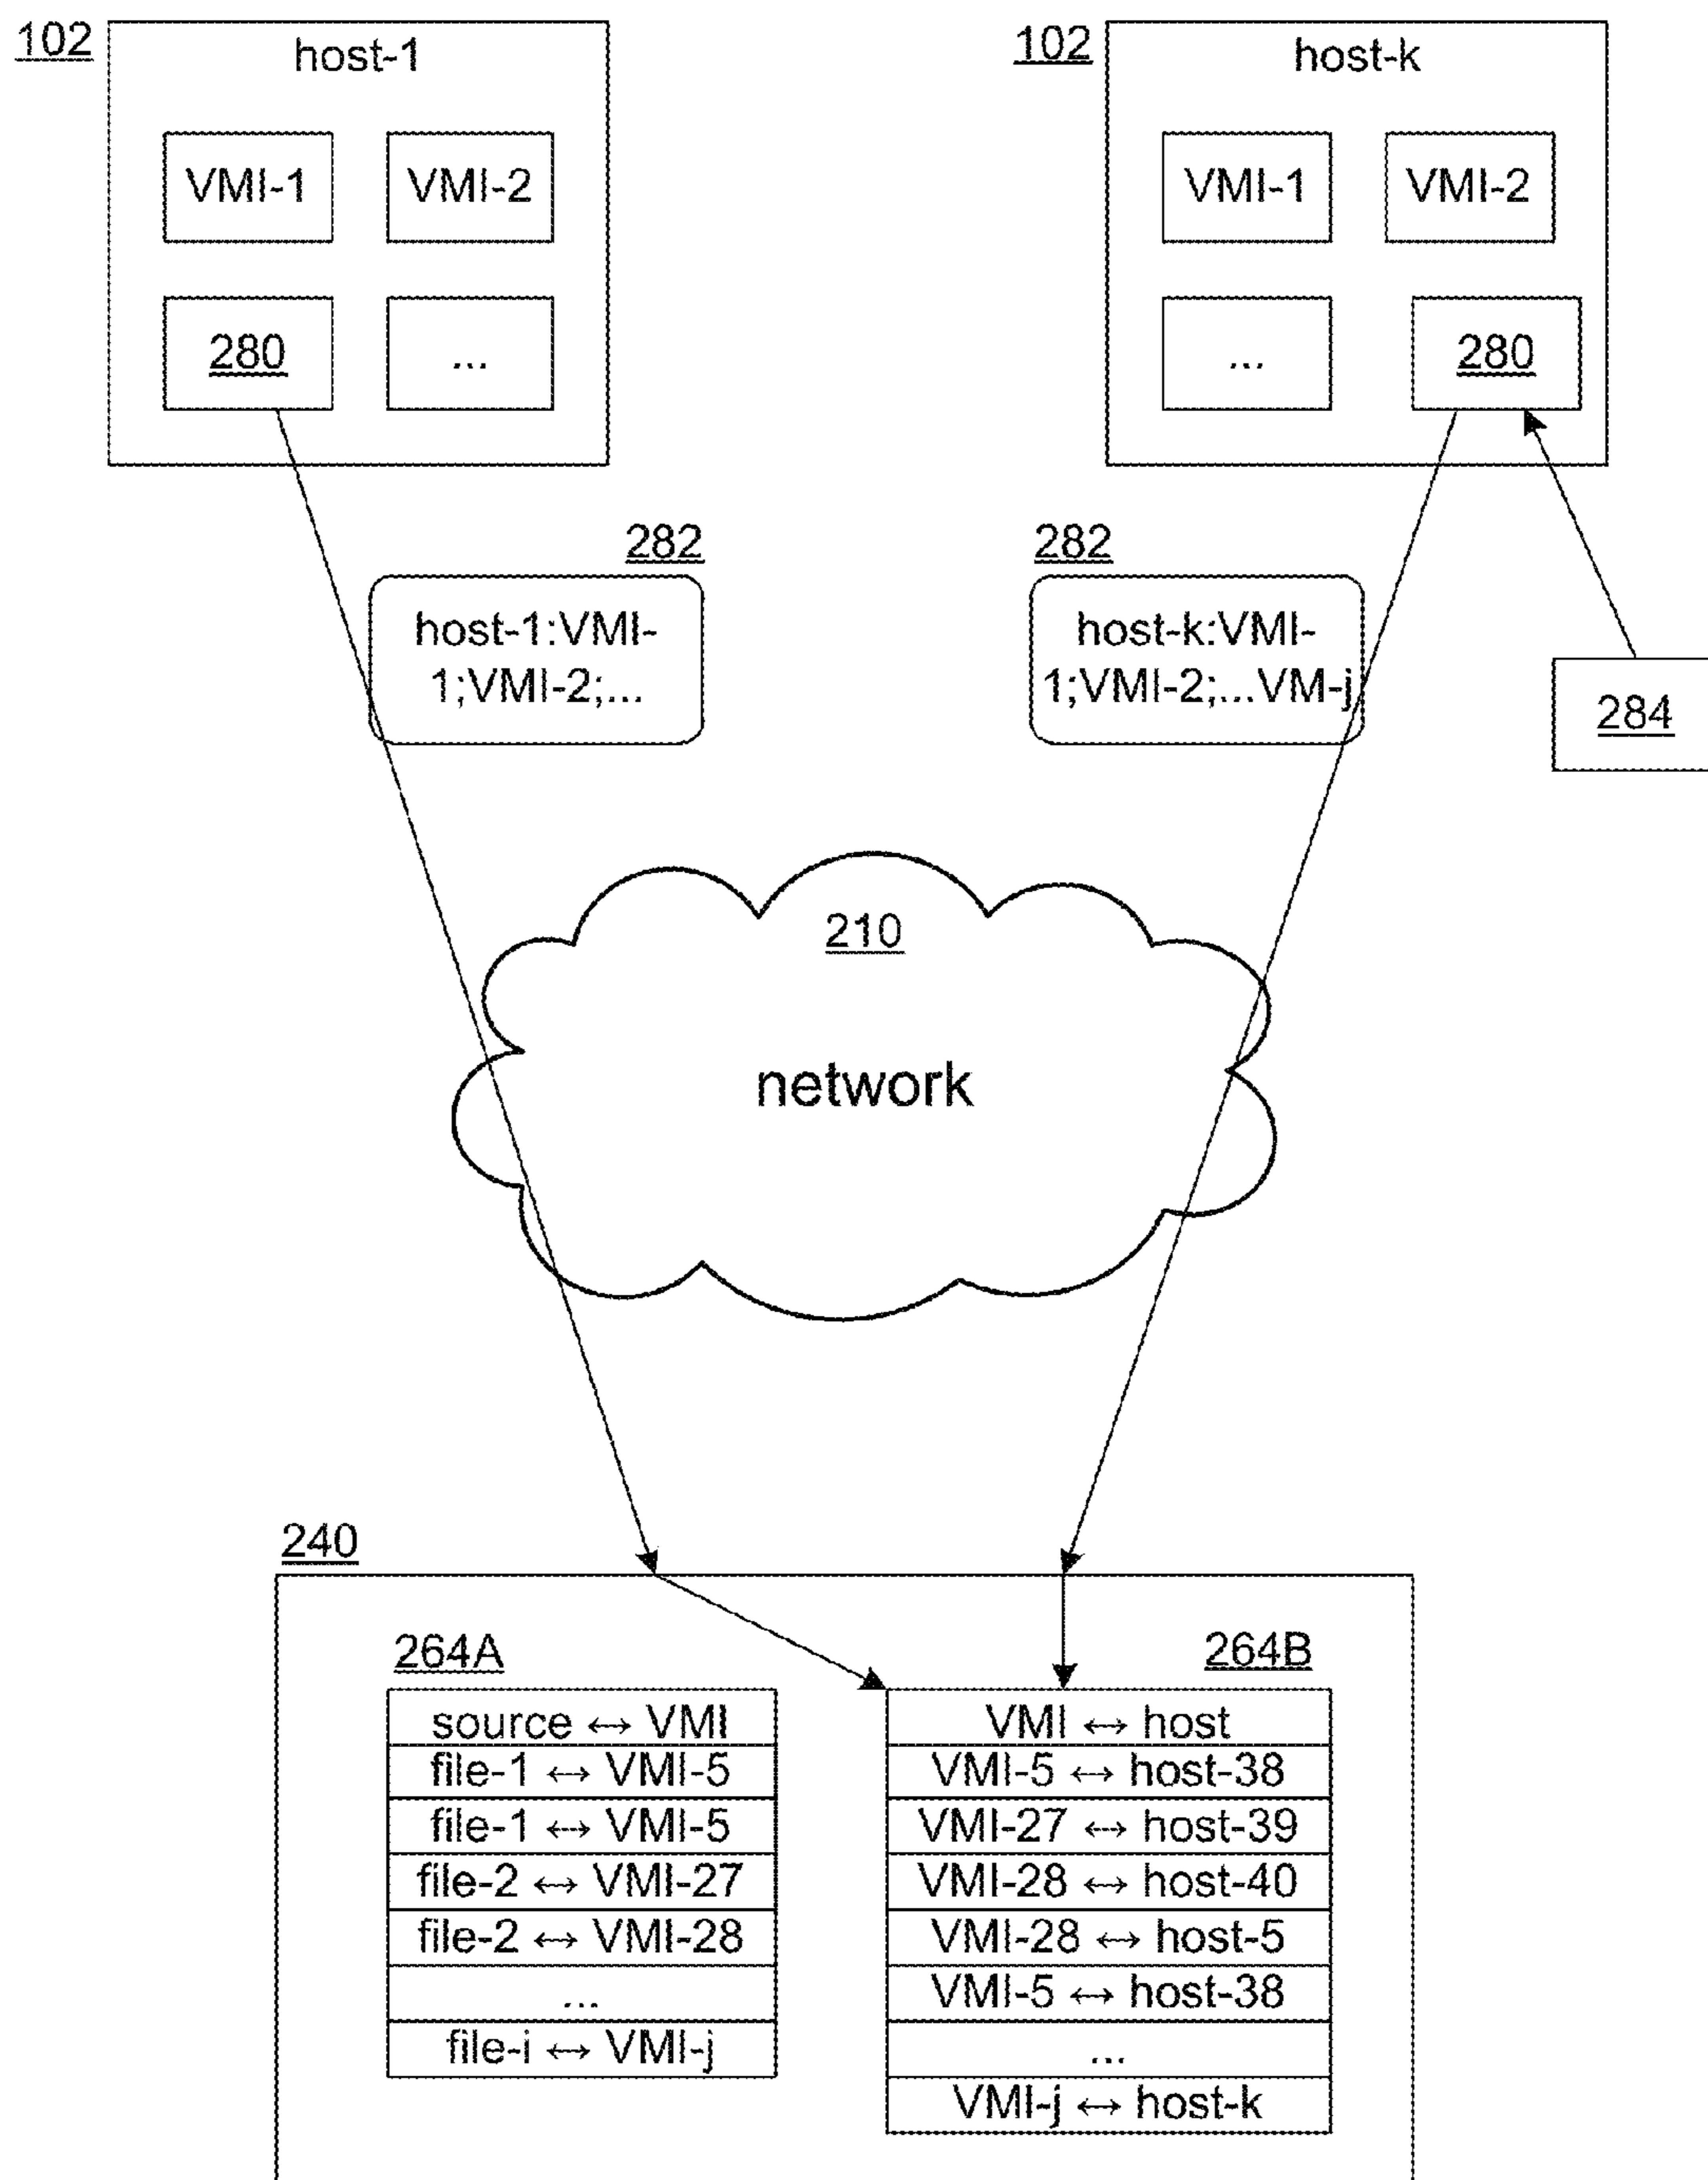 102
host-1
VMI-1
VMI-2
280
...
102
host-k
VMI-1
VMI-2
...
280
282
host-1:VMI-
1;VMI-2;...
282
host-k:VMI-
1;VMI-2;...VM-j
284
210
network
240
264A
source ↔ VMI
file-1 ↔ VMI-5
file-1 ↔ VMI-5
file-2 ↔ VMI-27
file-2 ↔ VMI-28
...
file-i ↔ VMI-j
264B
VMI ↔ host
VMI-5 ↔ host-38
VMI-27 ↔ host-39
VMI-28 ↔ host-40
VMI-28 ↔ host-5
VMI-5 ↔ host-38
...
VMI-j ↔ host-k